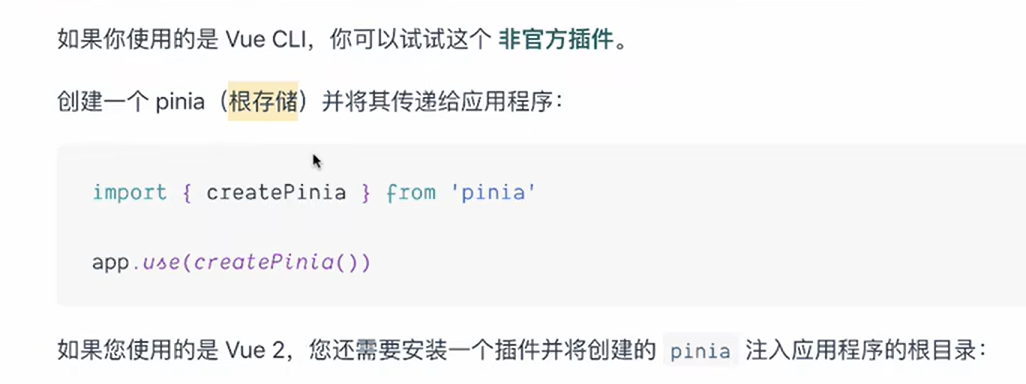 如果你使用的是 Vue CLI，你可以试试这个 非官方插件。
创建一个 pinia（根存储）并将其传递给应用程序：
import { createPinia } from 'pinia'
app.use(createPinia())
如果您使用的是 Vue 2，您还需要安装一个插件并将创建的 pinia 注入应用程序的根目录：